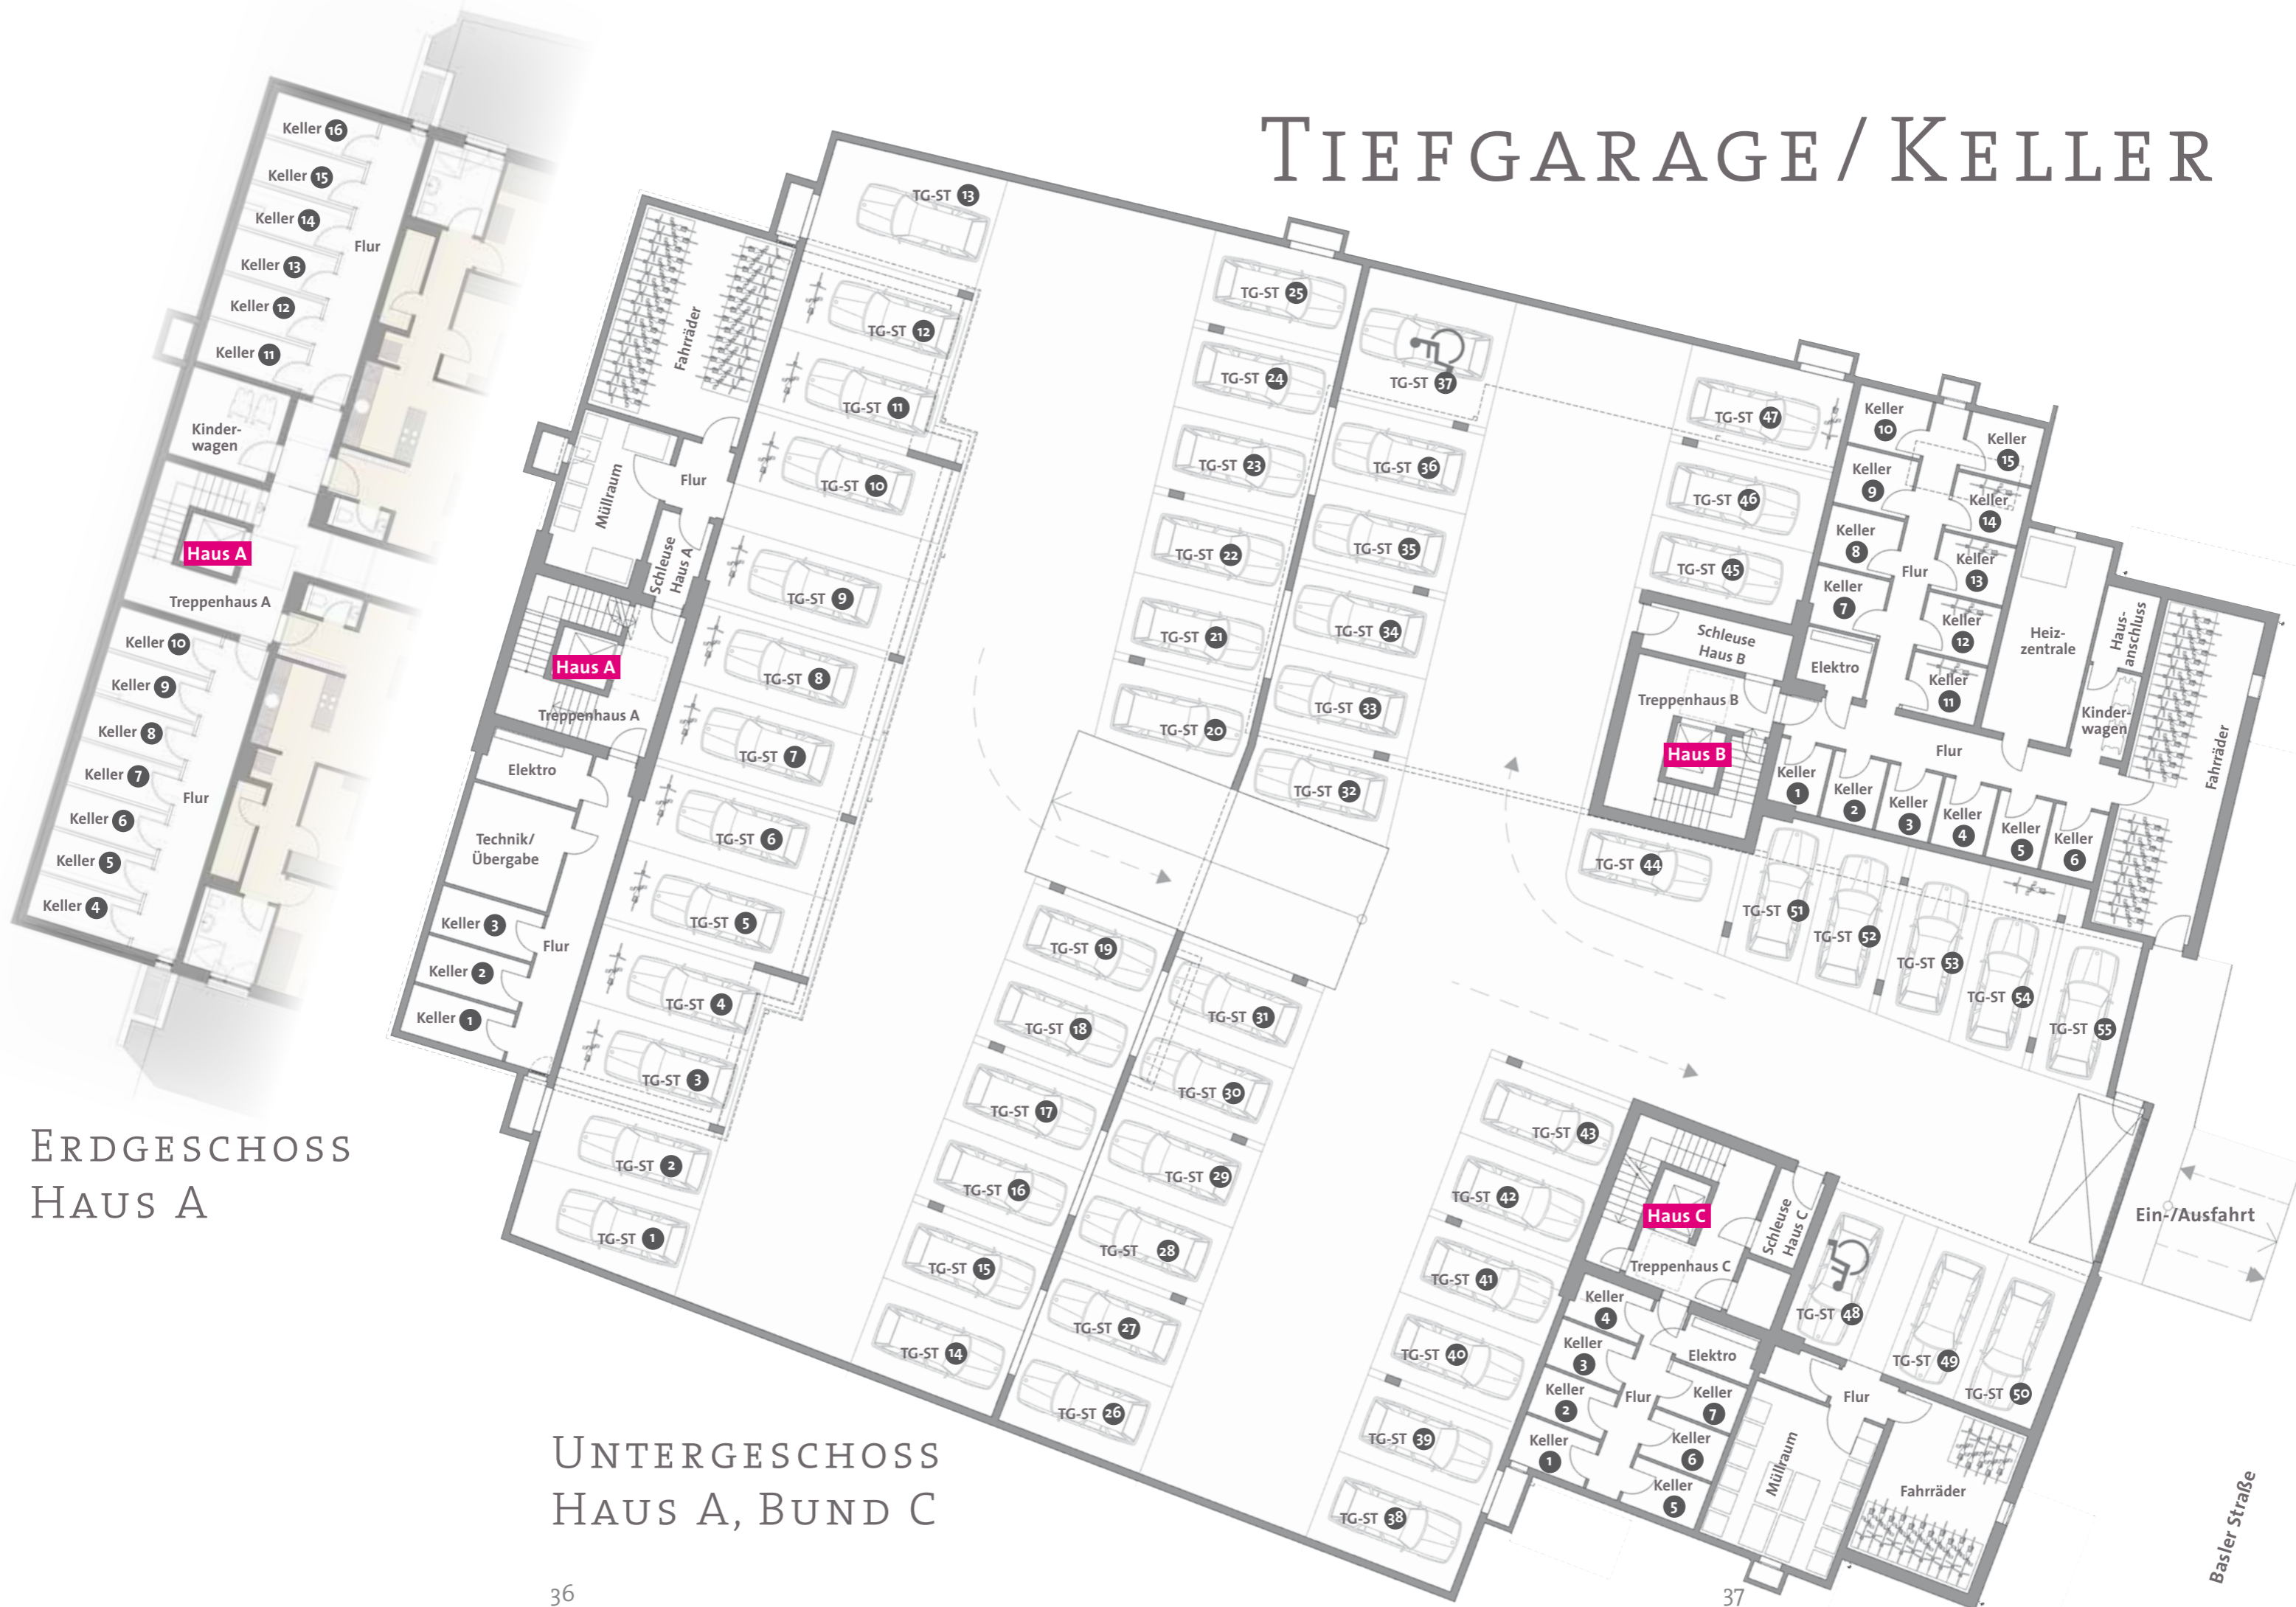 TIEFGARAGE/KELLER
Keller 16
Keller 15
Keller 14
Flur
Keller 13
Keller 12
Keller 11
Kinder-
wagen
Haus A
Treppenhaus A
Keller 10
Keller 9
Keller 8
Keller 7
Flur
Keller 6
Keller 5
Keller 4
ERDGESCHOSS
HAUS A
Fahrräder
Müllraum
Flur
Schleuse
Haus A
Haus A
Treppenhaus A
Elektro
Technik/
Übergabe
Keller 3
Flur
Keller 2
Keller 1
TG-ST 13
TG-ST 12
TG-ST 11
TG-ST 10
TG-ST 9
TG-ST 8
TG-ST 7
TG-ST 6
TG-ST 5
TG-ST 4
TG-ST 3
TG-ST 2
TG-ST 1
TG-ST 25
TG-ST 24
TG-ST 23
TG-ST 22
TG-ST 21
TG-ST 20
TG-ST 19
TG-ST 18
TG-ST 17
TG-ST 16
TG-ST 15
TG-ST 14
TG-ST 37
TG-ST 36
TG-ST 35
TG-ST 34
TG-ST 33
TG-ST 32
TG-ST 31
TG-ST 30
TG-ST 29
TG-ST 28
TG-ST 27
TG-ST 26
TG-ST 47
TG-ST 46
TG-ST 45
Schleuse
Haus B
Treppenhaus B
Haus B
TG-ST 44
Keller
10
Keller
9
Keller
8
Keller
7
Elektro
Flur
Keller
15
Keller
14
Keller
13
Keller
12
Keller
11
Heiz-
zentrale
Haus-
anschluss
Kinder-
wagen
Fahrräder
Flur
Keller
1
Keller
2
Keller
3
Keller
4
Keller
5
Keller
6
TG-ST 51
TG-ST 52
TG-ST 53
TG-ST 54
TG-ST 55
TG-ST 43
TG-ST 42
TG-ST 41
TG-ST 40
TG-ST 39
TG-ST 38
Haus C
Schleuse
Haus C
Treppenhaus C
Keller
4
Keller
3
Keller
2
Keller
1
Flur
Elektro
Keller
7
Keller
6
Keller
5
TG-ST 48
TG-ST 49
TG-ST 50
Flur
Müllraum
Fahrräder
Ein-/Ausfahrt
Basler Straße
UNTERGESCHOSS
HAUS A, BUND C
36
37